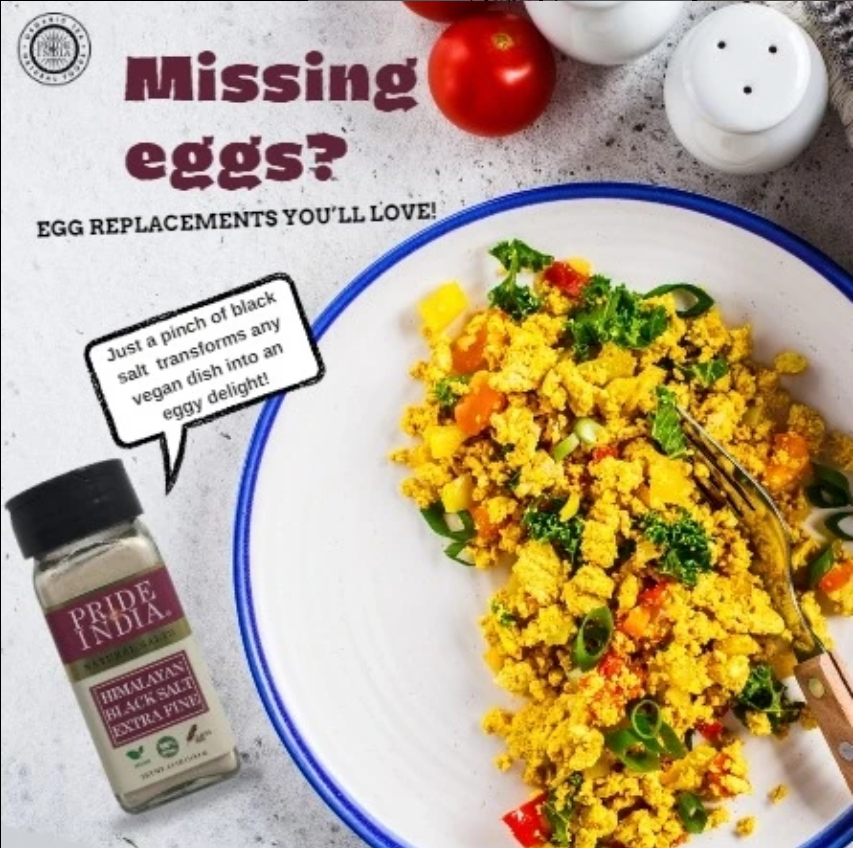 Missing
eggs?
EGG REPLACEMENTS YOU'LL LOVE!
Just a pinch of black
salt transforms any
vegan dish into an
eggy delight!
PRIDE
INDIA
NATURAL SALTS
HIMALAYAN
BLACK SALT
EXTRA FINE